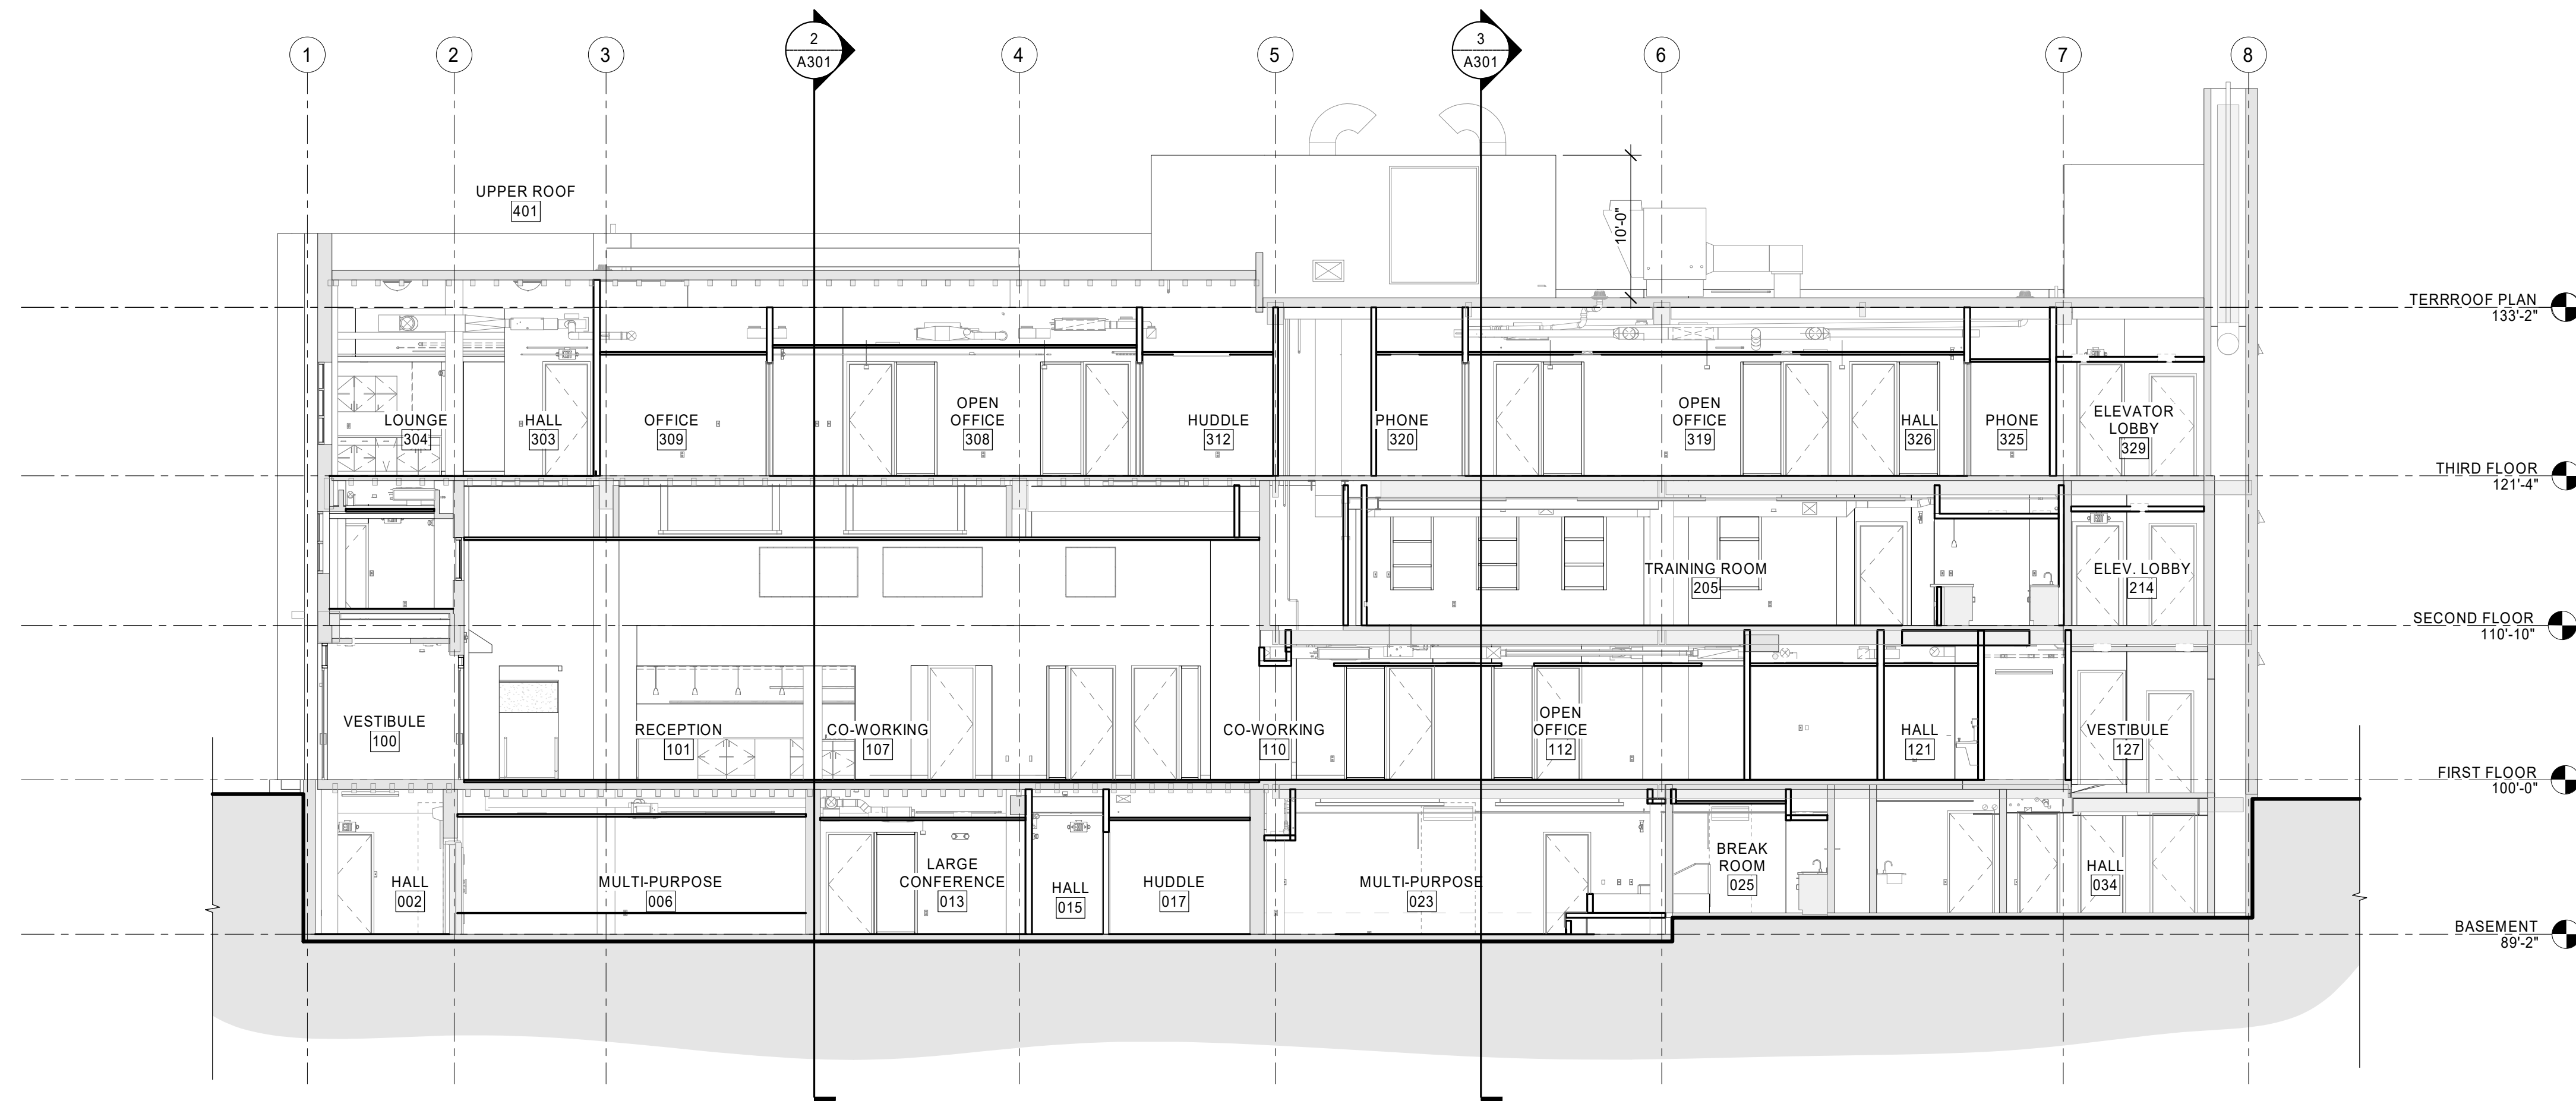 1
2
3
2
A301
4
5
3
A301
6
7
8
UPPER ROOF
401
10'-0"
TERRROOF PLAN
133'-2"
LOUNGE
304
HALL
303
OFFICE
309
OPEN
OFFICE
308
HUDDLE
312
PHONE
320
OPEN
OFFICE
319
HALL
326
PHONE
325
ELEVATOR
LOBBY
329
THIRD FLOOR
121'-4"
TRAINING ROOM
205
ELEV. LOBBY
214
SECOND FLOOR
110'-10"
VESTIBULE
100
RECEPTION
101
CO-WORKING
107
CO-WORKING
110
OPEN
OFFICE
112
HALL
121
VESTIBULE
127
FIRST FLOOR
100'-0"
HALL
002
MULTI-PURPOSE
006
LARGE
CONFERENCE
013
HALL
015
HUDDLE
017
MULTI-PURPOSE
023
BREAK
ROOM
025
HALL
034
BASEMENT
89'-2"